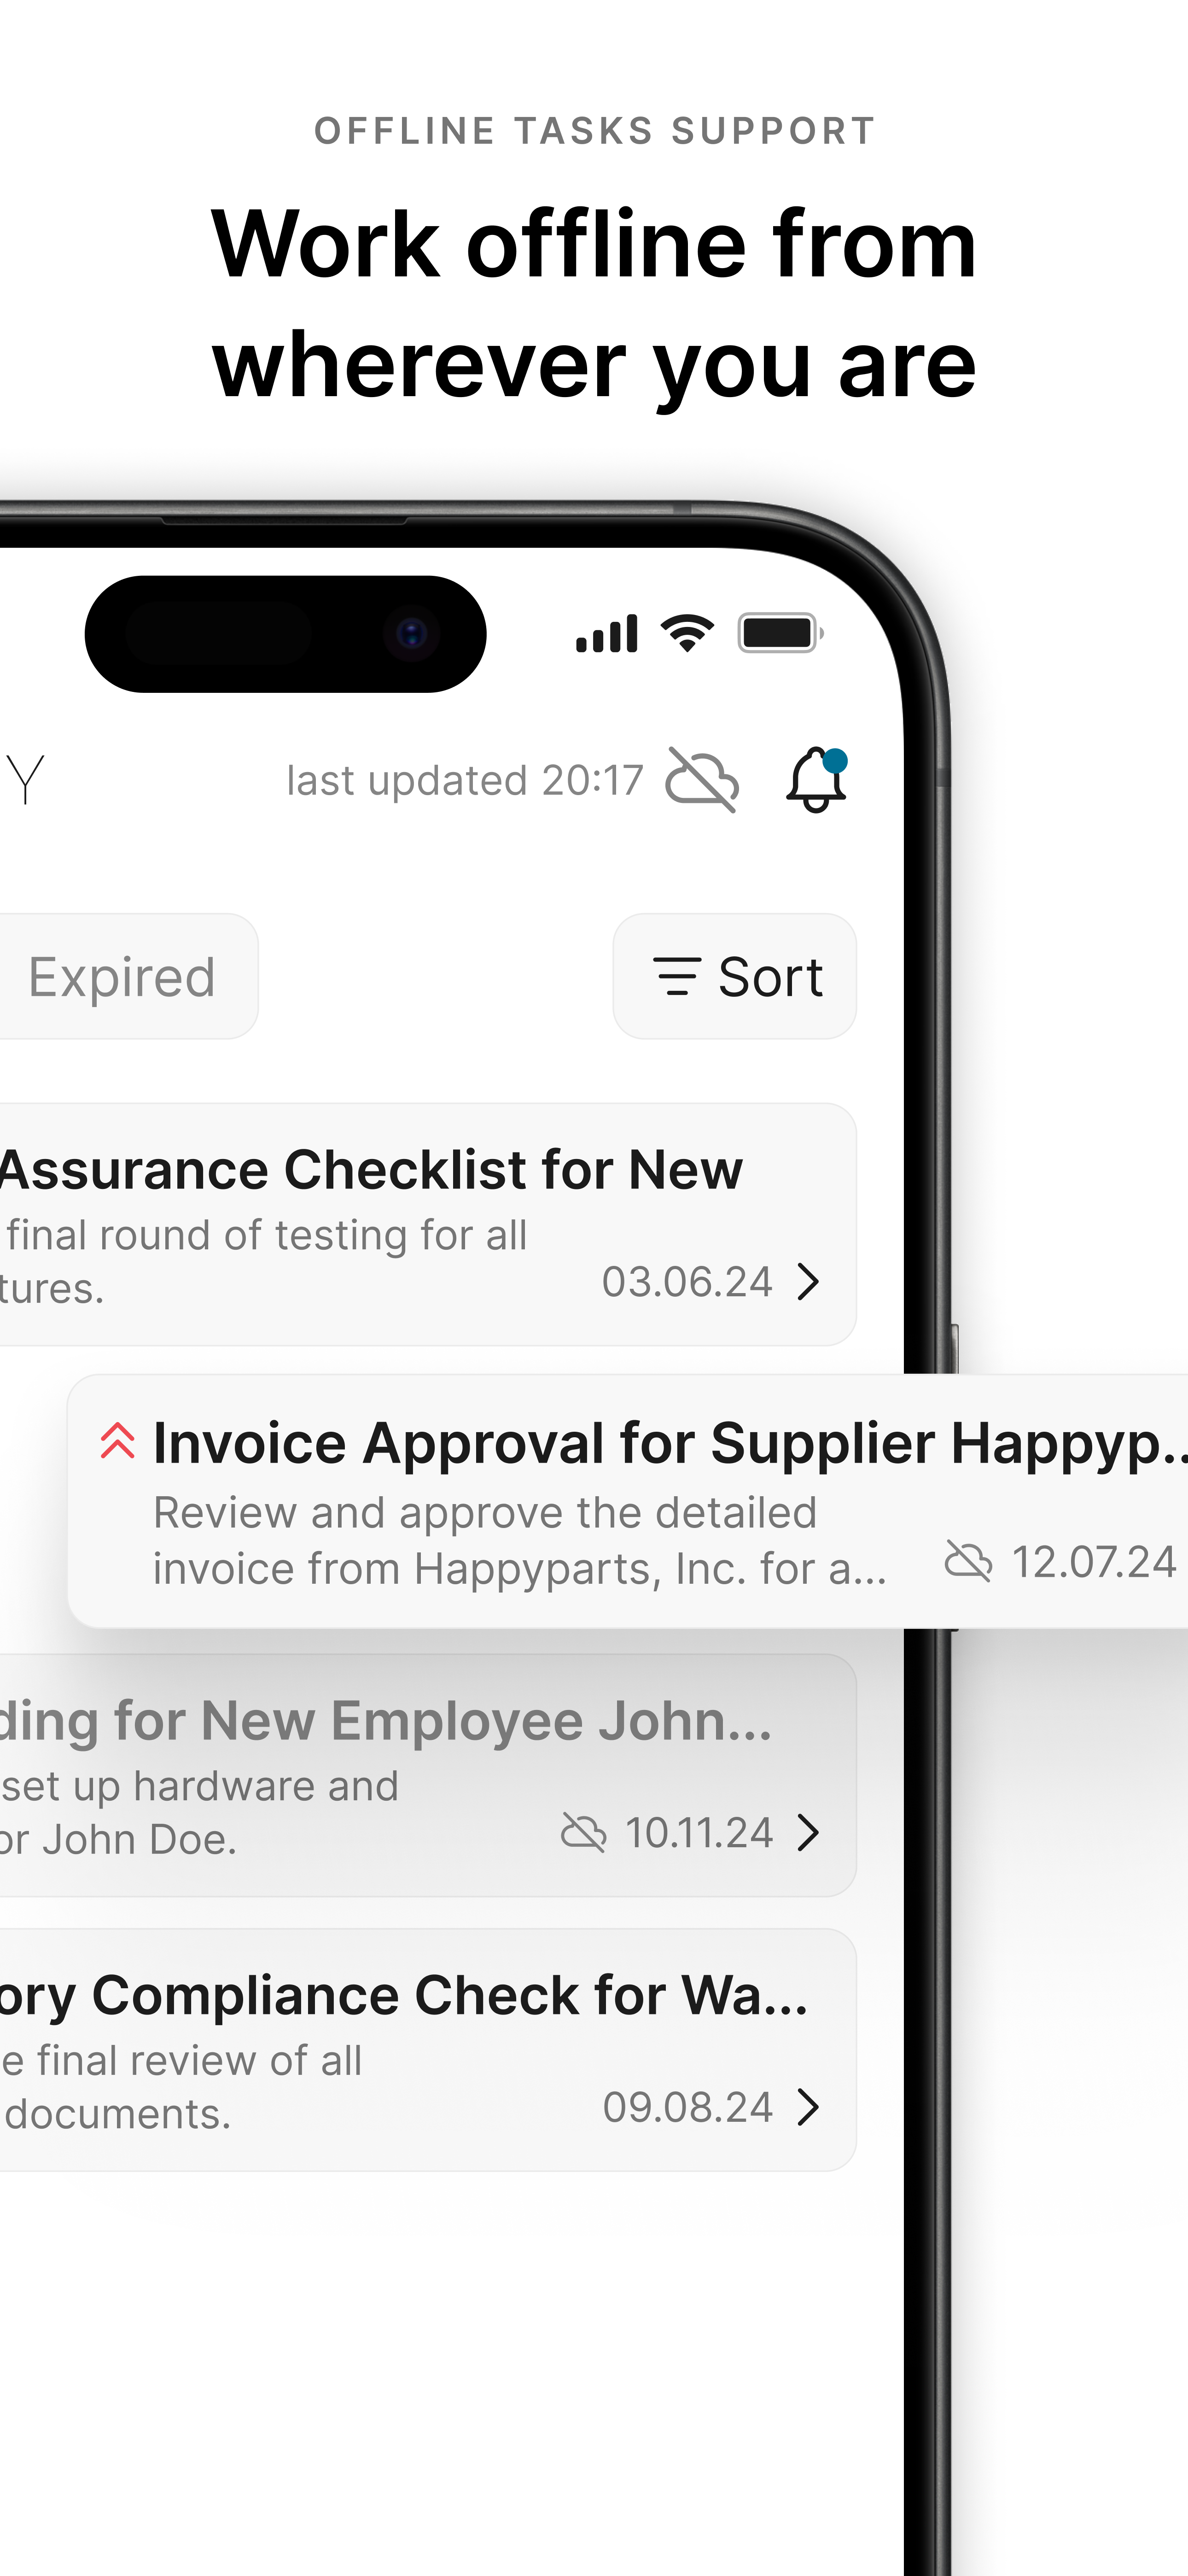 OFFLINE TASKS SUPPORT
Work offline from
wherever you are
Y
last updated 20:17
Expired
Sort
Assurance Checklist for New
final round of testing for all
tures.
03.06.24
Invoice Approval for Supplier Happyp...
Review and approve the detailed
invoice from Happyparts, Inc. for a...
12.07.24
ding for New Employee John...
set up hardware and
or John Doe.
10.11.24
ory Compliance Check for Wa...
e final review of all
documents.
09.08.24